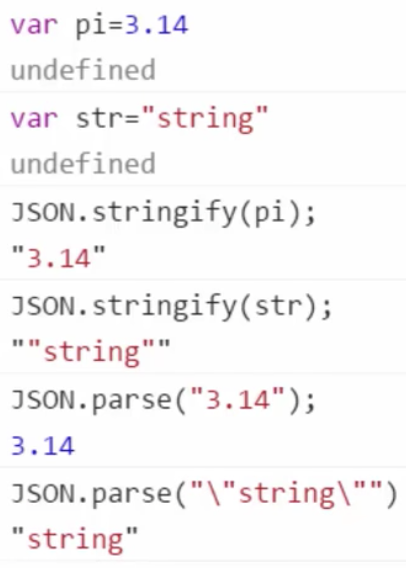 var pi=3.14
undefined
var str="string"
undefined
JSON.stringify(pi);
"3.14"
JSON.stringify(str);
""string""
JSON.parse("3.14");
3.14
JSON.parse("\"string\"")
"string"